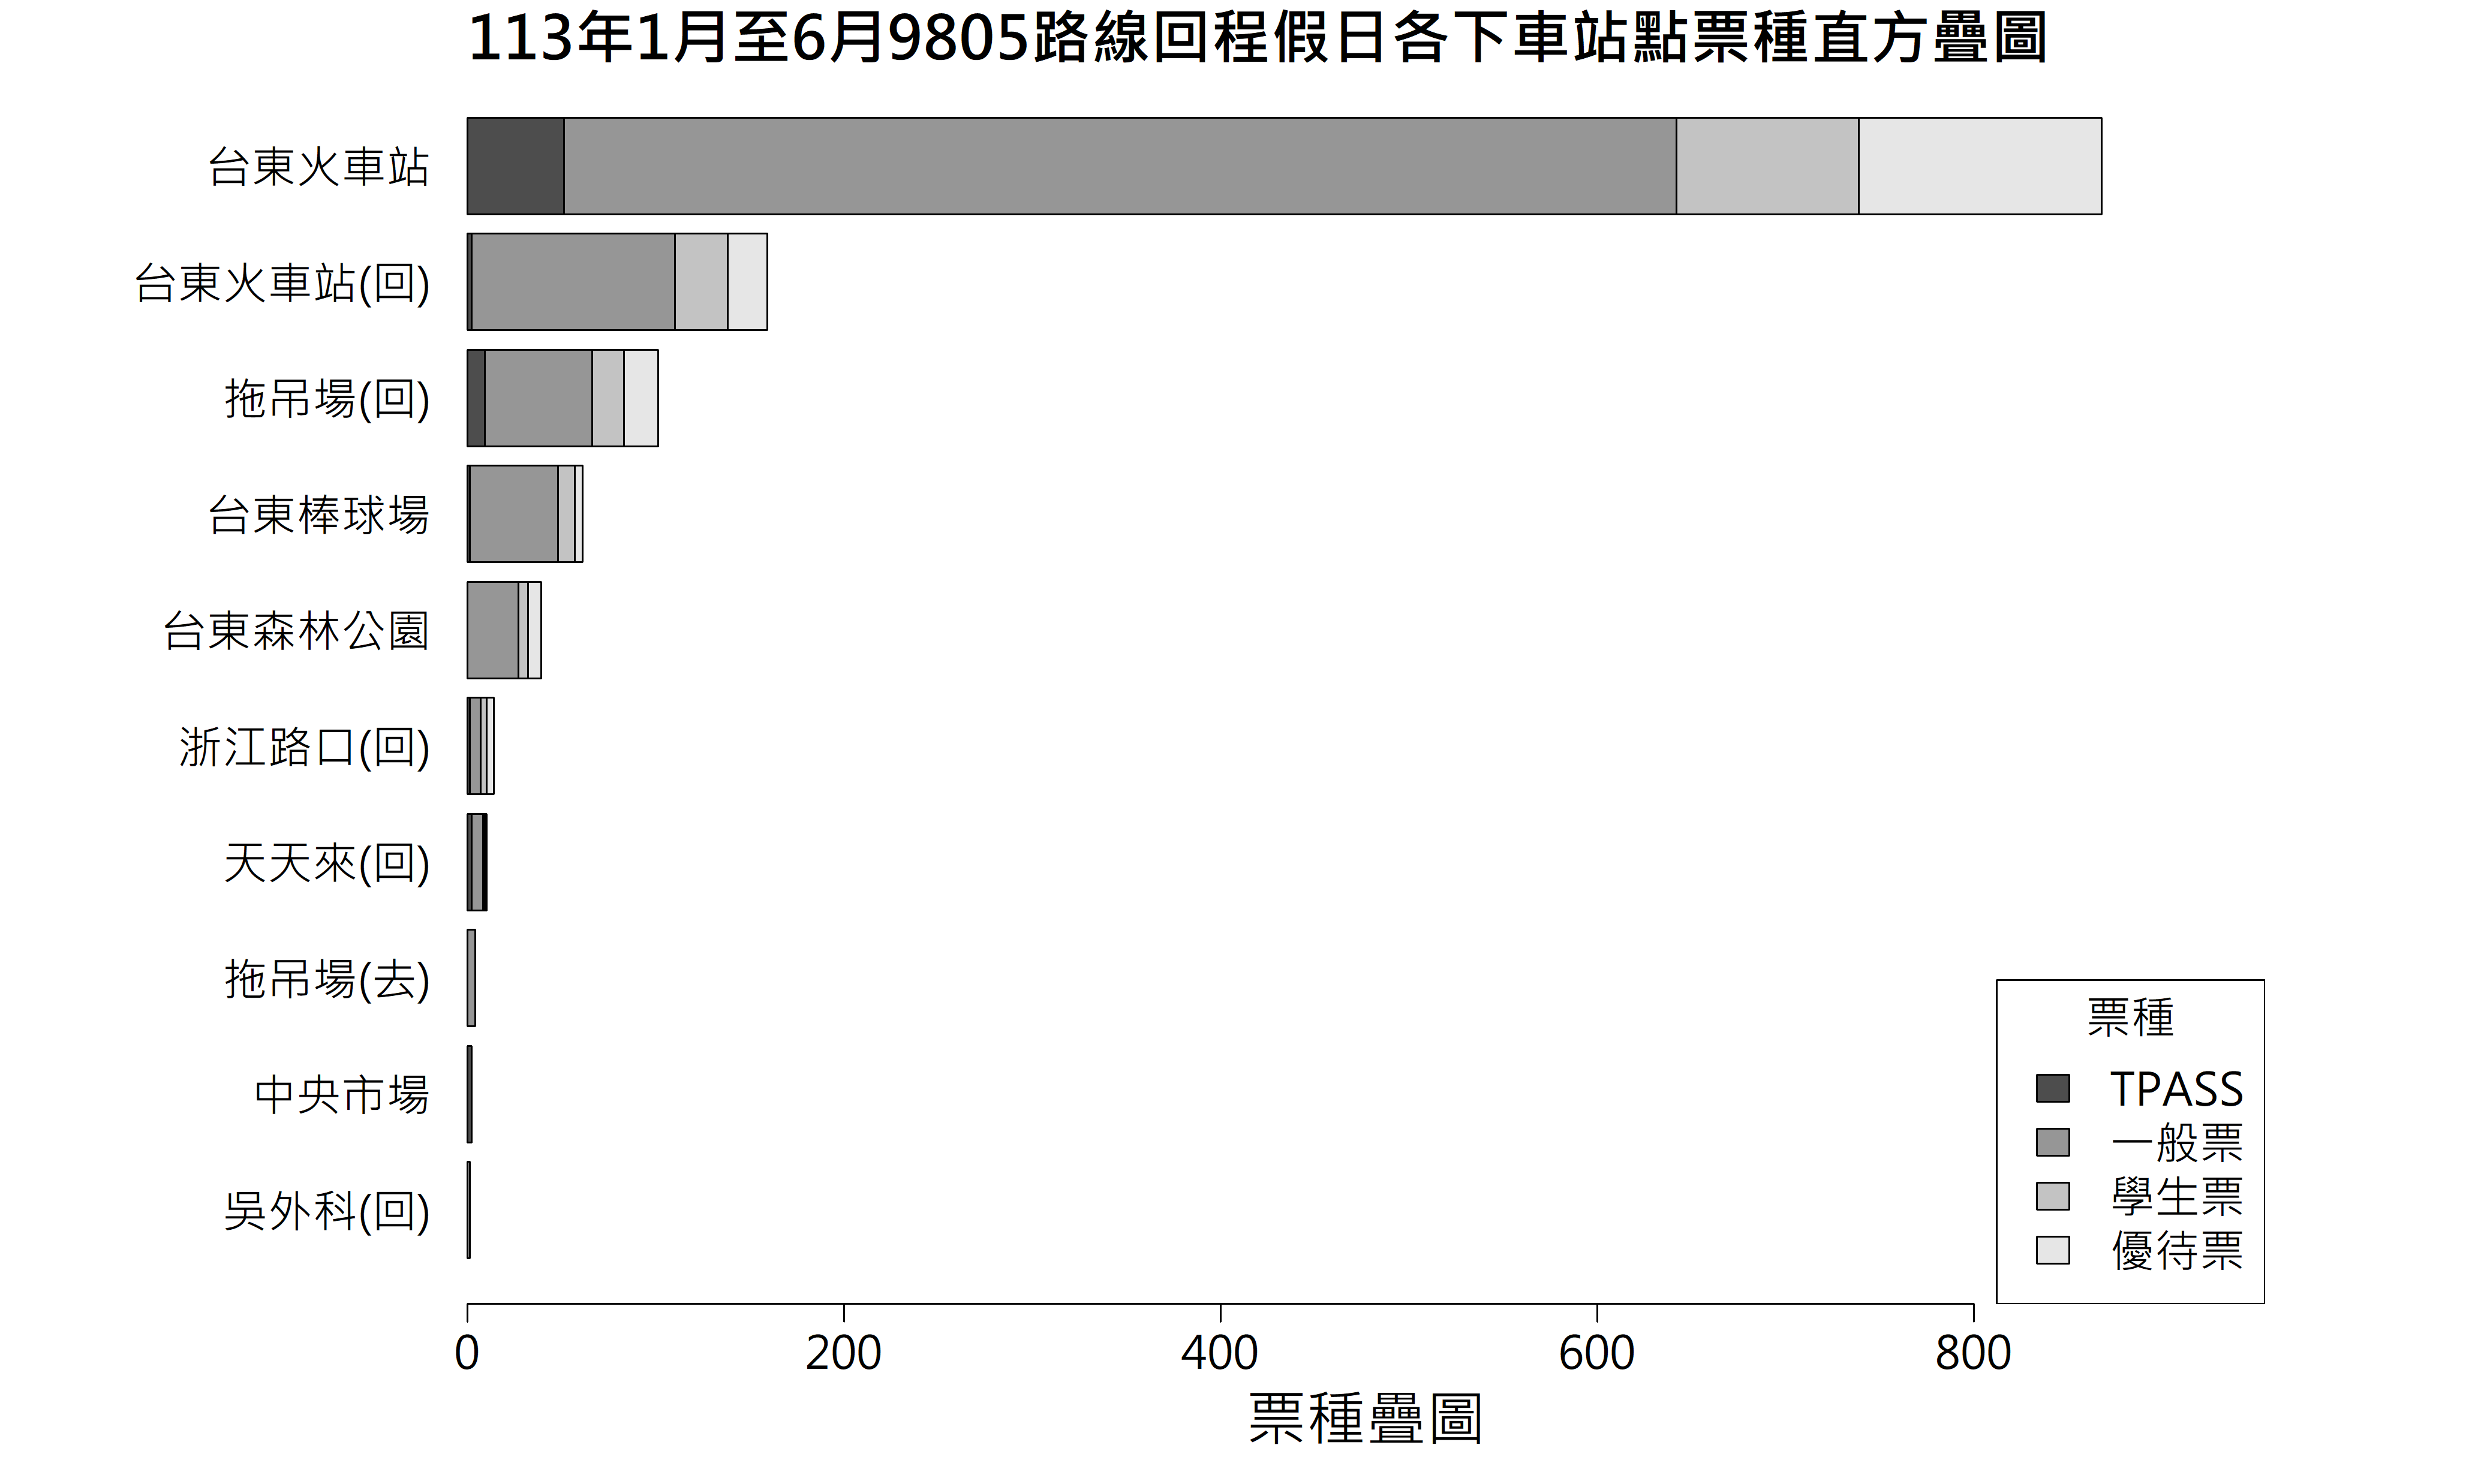 113年1月至6月9805路線回程假日各下車站點票種直方疊圖
台東火車站
台東火車站(回)
拖吊場(回)
台東棒球場
台東森林公園
浙江路口(回)
天天來(回)
拖吊場(去)
中央市場
吳外科(回)
票種
TPASS
一般票
學生票
優待票
0 200 400 600 800
票種疊圖